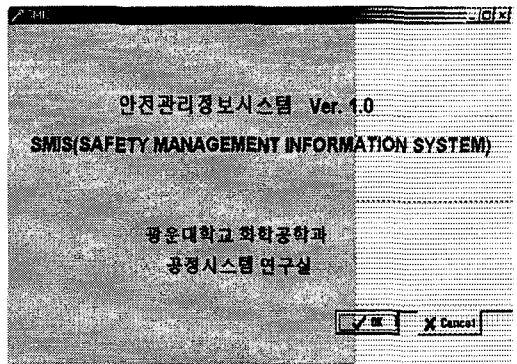 SMIS
안전관리정보시스템 Ver. 1.0
SMIS(SAFETY MANAGEMENT INFORMATION SYSTEM)
광운대학교 화학공학과
공정시스템 연구실
OK
Cancel